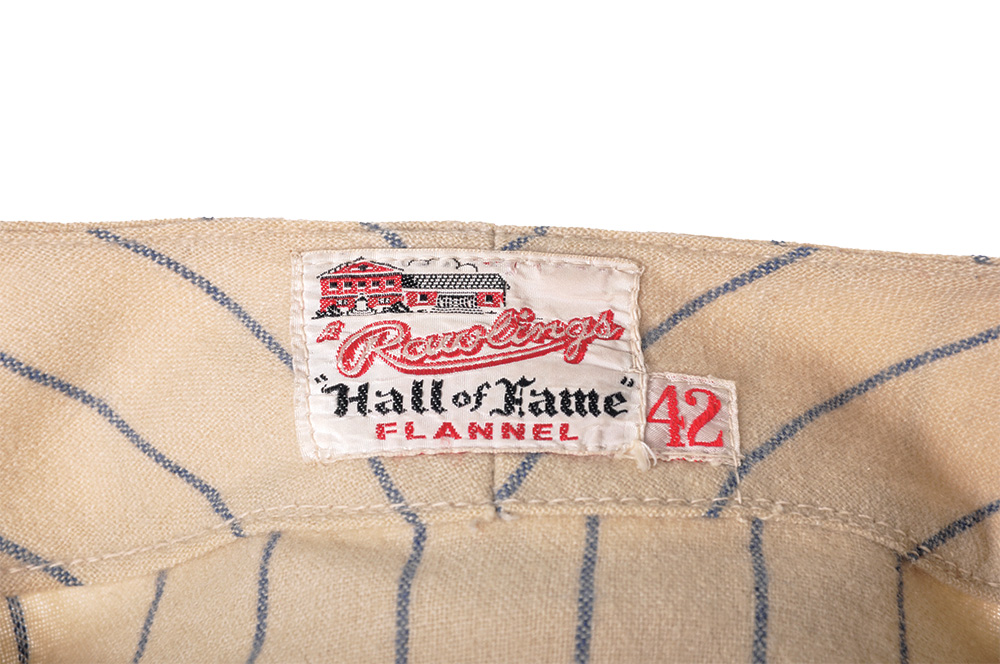 "a Rawlings
"Hall of Fame"
FLANNEL
42